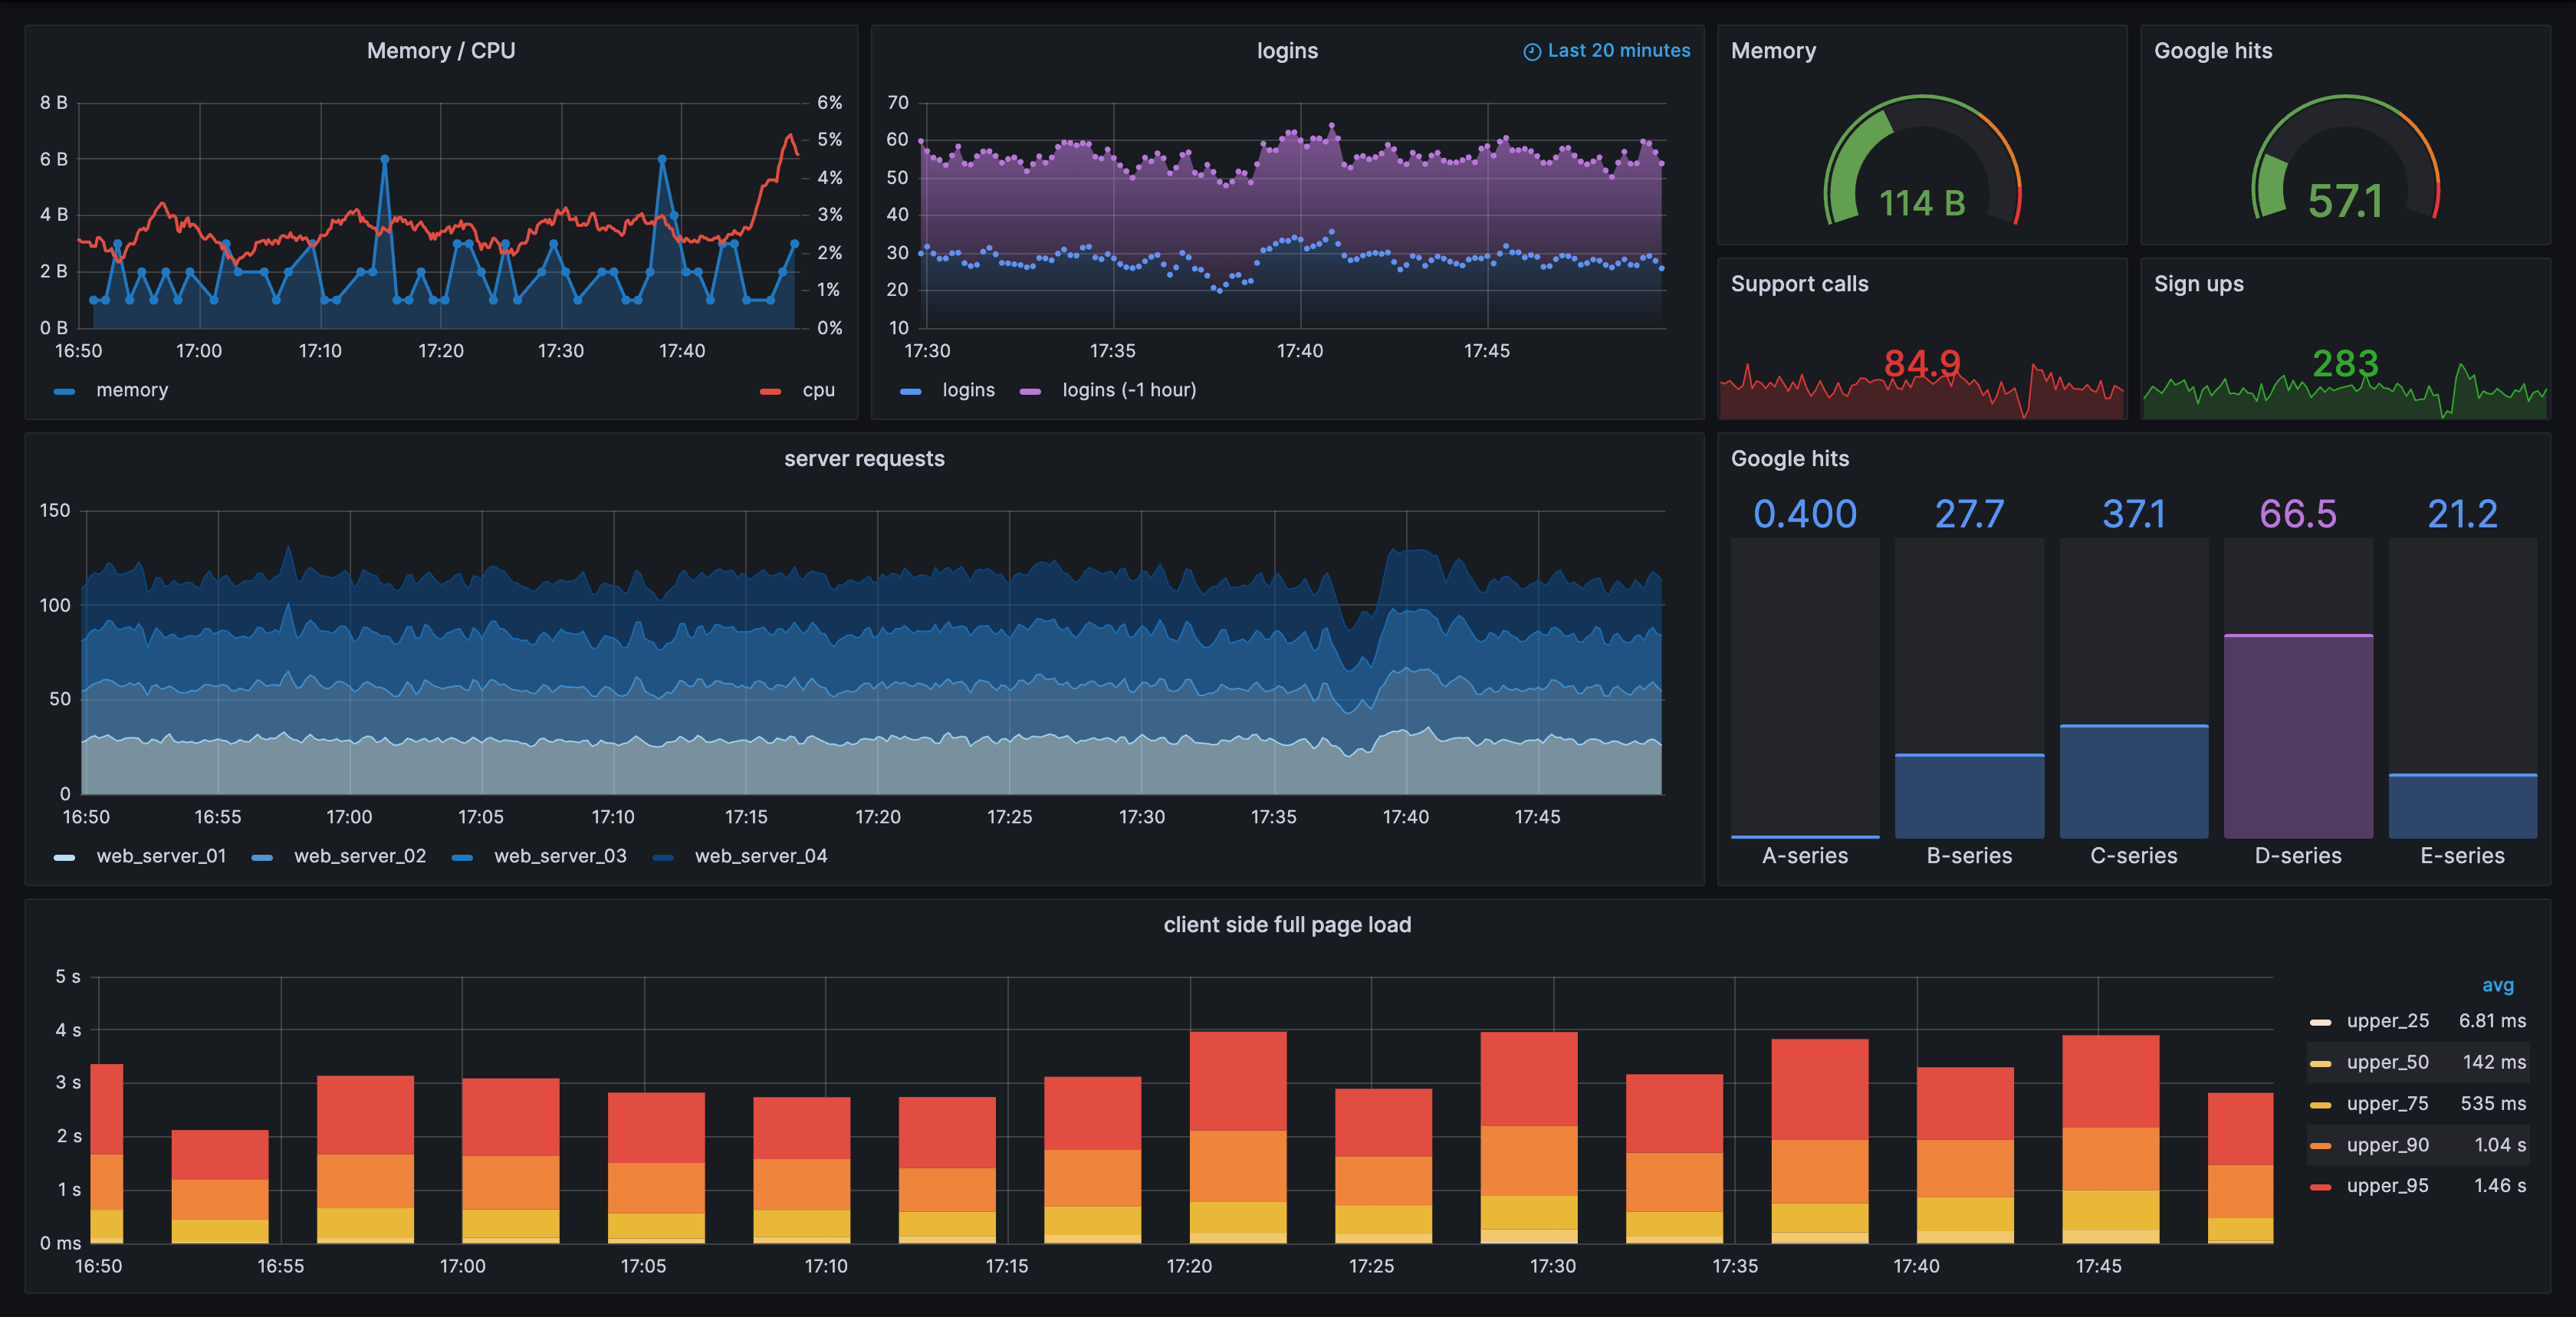 Memory / CPU
8 B
6 B
4 B
2 B
0 B
6%
5%
4%
3%
2%
1%
0%
16:50 17:00 17:10 17:20 17:30 17:40
memory cpu
logins
Last 20 minutes
70
60
50
40
30
20
10
17:30 17:35 17:40 17:45
logins logins (-1 hour)
Memory
114 B
Google hits
57.1
Support calls
84.9
Sign ups
283
server requests
150
100
50
0
16:50 16:55 17:00 17:05 17:10 17:15 17:20 17:25 17:30 17:35 17:40 17:45
web_server_01 web_server_02 web_server_03 web_server_04
Google hits
0.400 27.7 37.1 66.5 21.2
A-series B-series C-series D-series E-series
client side full page load
5 s
4 s
3 s
2 s
1 s
0 ms
16:50 16:55 17:00 17:05 17:10 17:15 17:20 17:25 17:30 17:35 17:40 17:45
avg
upper_25 6.81 ms
upper_50 142 ms
upper_75 535 ms
upper_90 1.04 s
upper_95 1.46 s